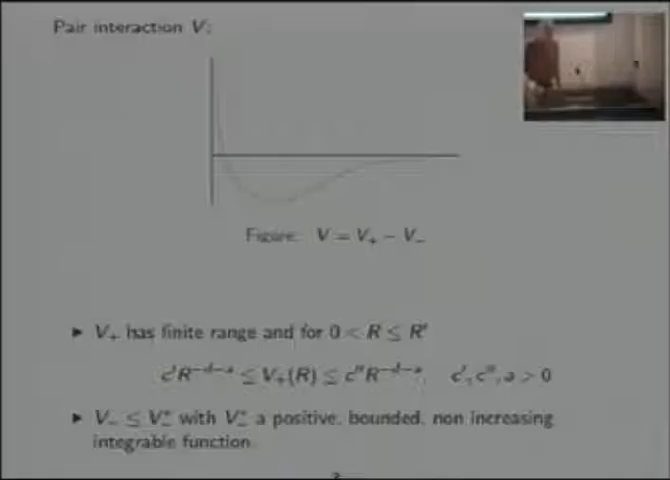 Pair interaction V:
Figure: V = V₊ − V₋
► V₊ has finite range and for 0 < R ≤ R′
c′R^{−d−a} ≤ V₊(R) ≤ c″R^{−d−a}, c′, c″, a > 0
► V₋ ≤ V₋* with V₋* a positive, bounded, non increasing
integrable function.